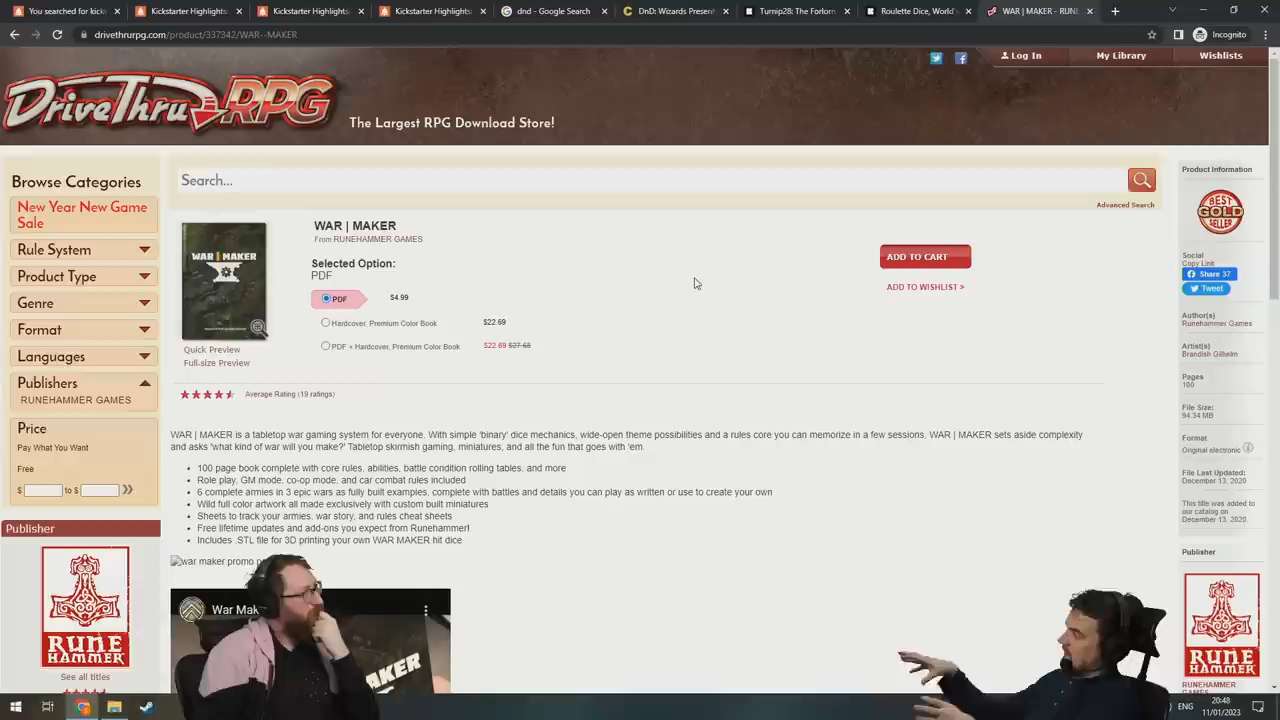 Kickstarter Highlights
Kickstarter Highlights
dnd - Google Search
DnD: Wizards Present
Turnip28: The Forlorn
Roulette Dice, World's
WAR | MAKER - RUN
drivethrurpg.com/product/337342/WAR--MAKER
Incognito
Log In
My Library
Wishlists
DriveThruRPG
The Largest RPG Download Store!
Browse Categories
New Year New Game
Sale
Rule System
Product Type
Genre
Format
Languages
Publishers
RUNEHAMMER GAMES
Price
Pay What You Want
Free
$ to $
Publisher
RUNE
HAMMER
See all titles
Search...
Advanced Search
WAR MAKER
Quick Preview
Full-size Preview
WAR | MAKER
From RUNEHAMMER GAMES
Selected Option:
PDF
PDF $4.99
Hardcover, Premium Color Book $22.69
PDF + Hardcover, Premium Color Book $22.69 $27.68
ADD TO CART
ADD TO WISHLIST >
Average Rating (19 ratings)
WAR | MAKER is a tabletop war gaming system for everyone. With simple 'binary' dice mechanics, wide-open theme possibilities and a rules core you can memorize in a few sessions, WAR | MAKER sets aside complexity
and asks 'what kind of war will you make?' Tabletop skirmish gaming, miniatures, and all the fun that goes with 'em.
100 page book complete with core rules, abilities, battle condition rolling tables, and more
Role play, GM mode, co-op mode, and car combat rules included
6 complete armies in 3 epic wars as fully built examples, complete with battles and details you can play as written or use to create your own
Wild full color artwork all made exclusively with custom built miniatures
Sheets to track your armies, war story, and rules cheat sheets
Free lifetime updates and add-ons you expect from Runehammer!
Includes .STL file for 3D printing your own WAR MAKER hit dice
war maker promo
War Mak
AKER
Product Information
BEST
GOLD
SELLER
Social
Copy Link
Share 37
Tweet
Author(s)
Runehammer Games
Artist(s)
Brandish Gilhelm
Pages
100
File Size:
94.34 MB
Format
Original electronic
File Last Updated:
December 13, 2020
This title was added to
our catalog on
December 13, 2020.
Publisher
RUNE
HAMMER
RUNEHAMMER
GAMES
ENG
20:48
11/01/2023